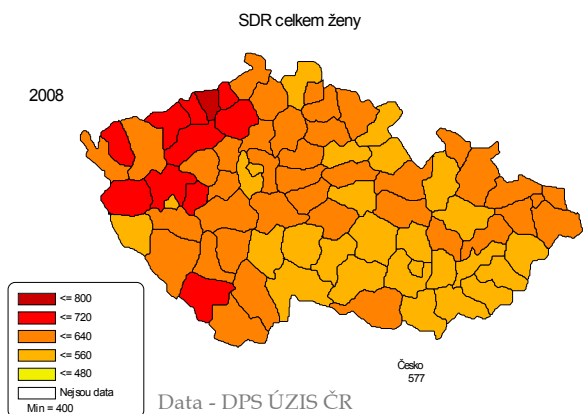 SDR celkem ženy
2008
<= 800
<= 720
<= 640
<= 560
<= 480
Nejsou data
Min = 400
Česko
577
Data - DPS ÚZIS ČR